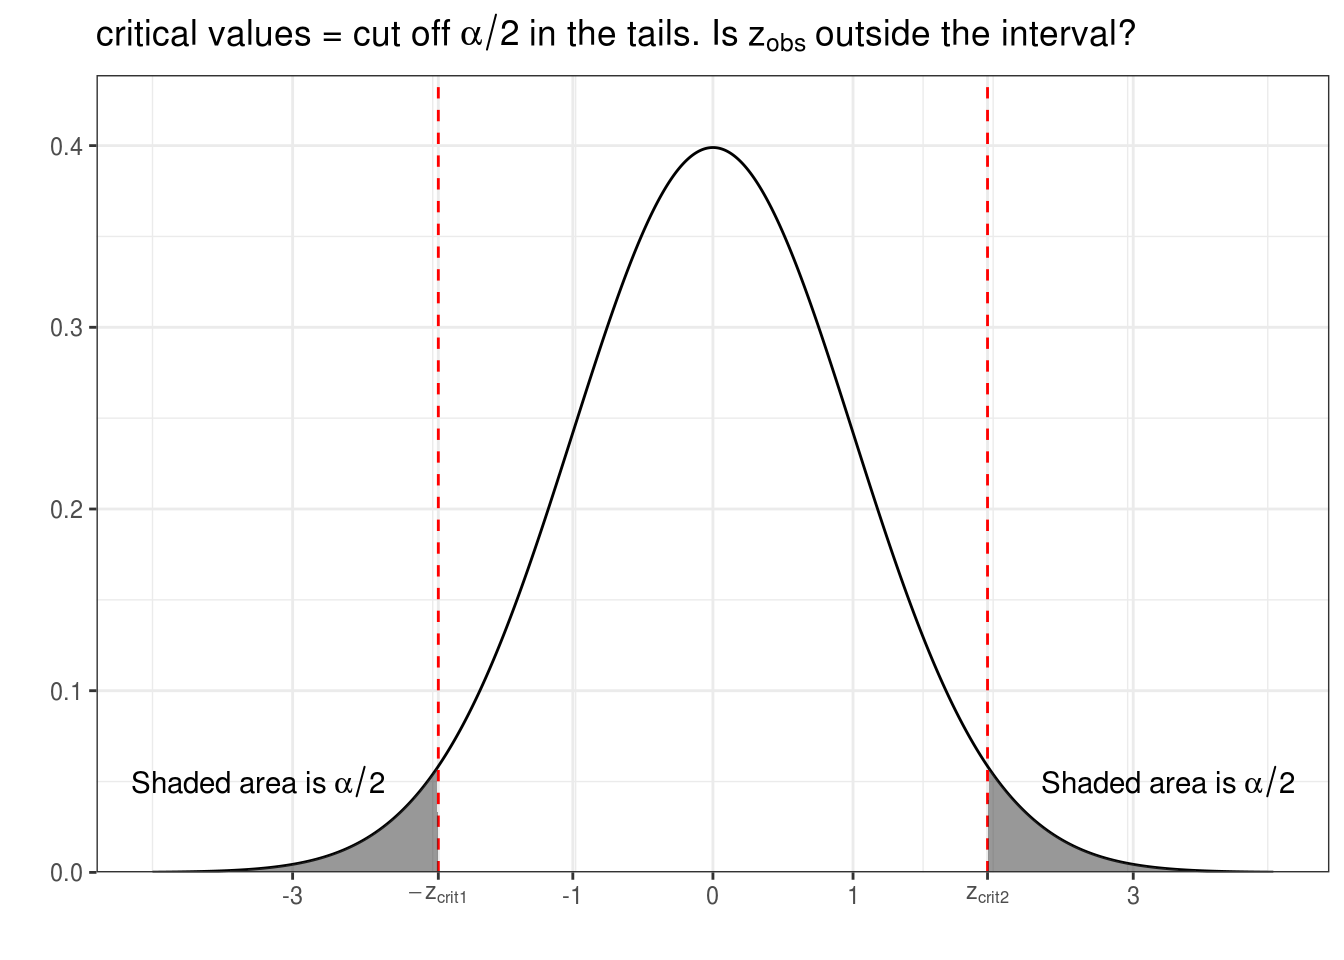 critical values = cut off α/2 in the tails. Is z_obs outside the interval?
0.4
0.3
0.2
0.1
0.0
Shaded area is α/2
Shaded area is α/2
-3 −z_crit1 -1 0 1 z_crit2 3